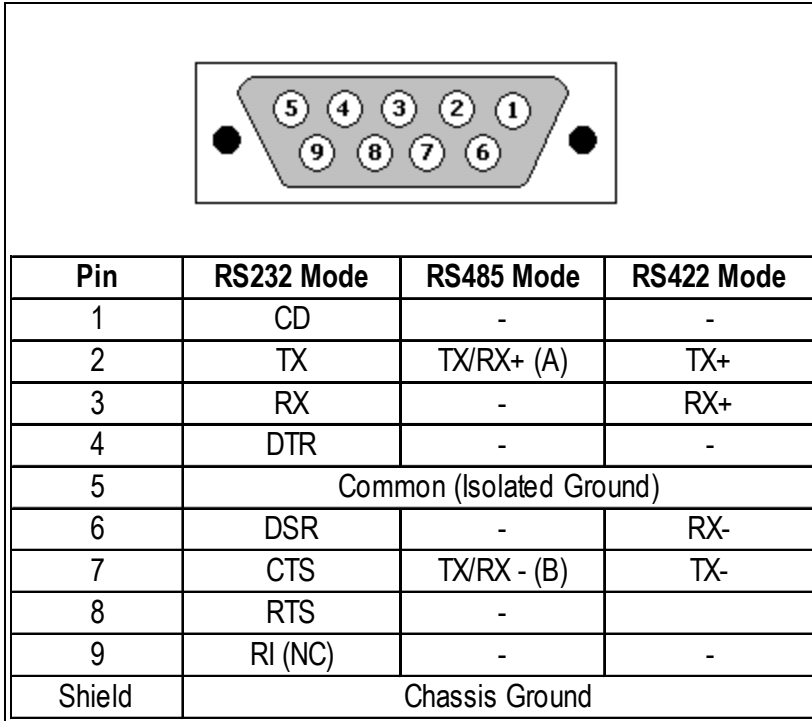 5 4 3 2 1
9 8 7 6
Pin RS232 Mode RS485 Mode RS422 Mode
1 CD - -
2 TX TX/RX+ (A) TX+
3 RX - RX+
4 DTR - -
5 Common (Isolated Ground)
6 DSR - RX-
7 CTS TX/RX - (B) TX-
8 RTS -
9 RI (NC) - -
Shield Chassis Ground